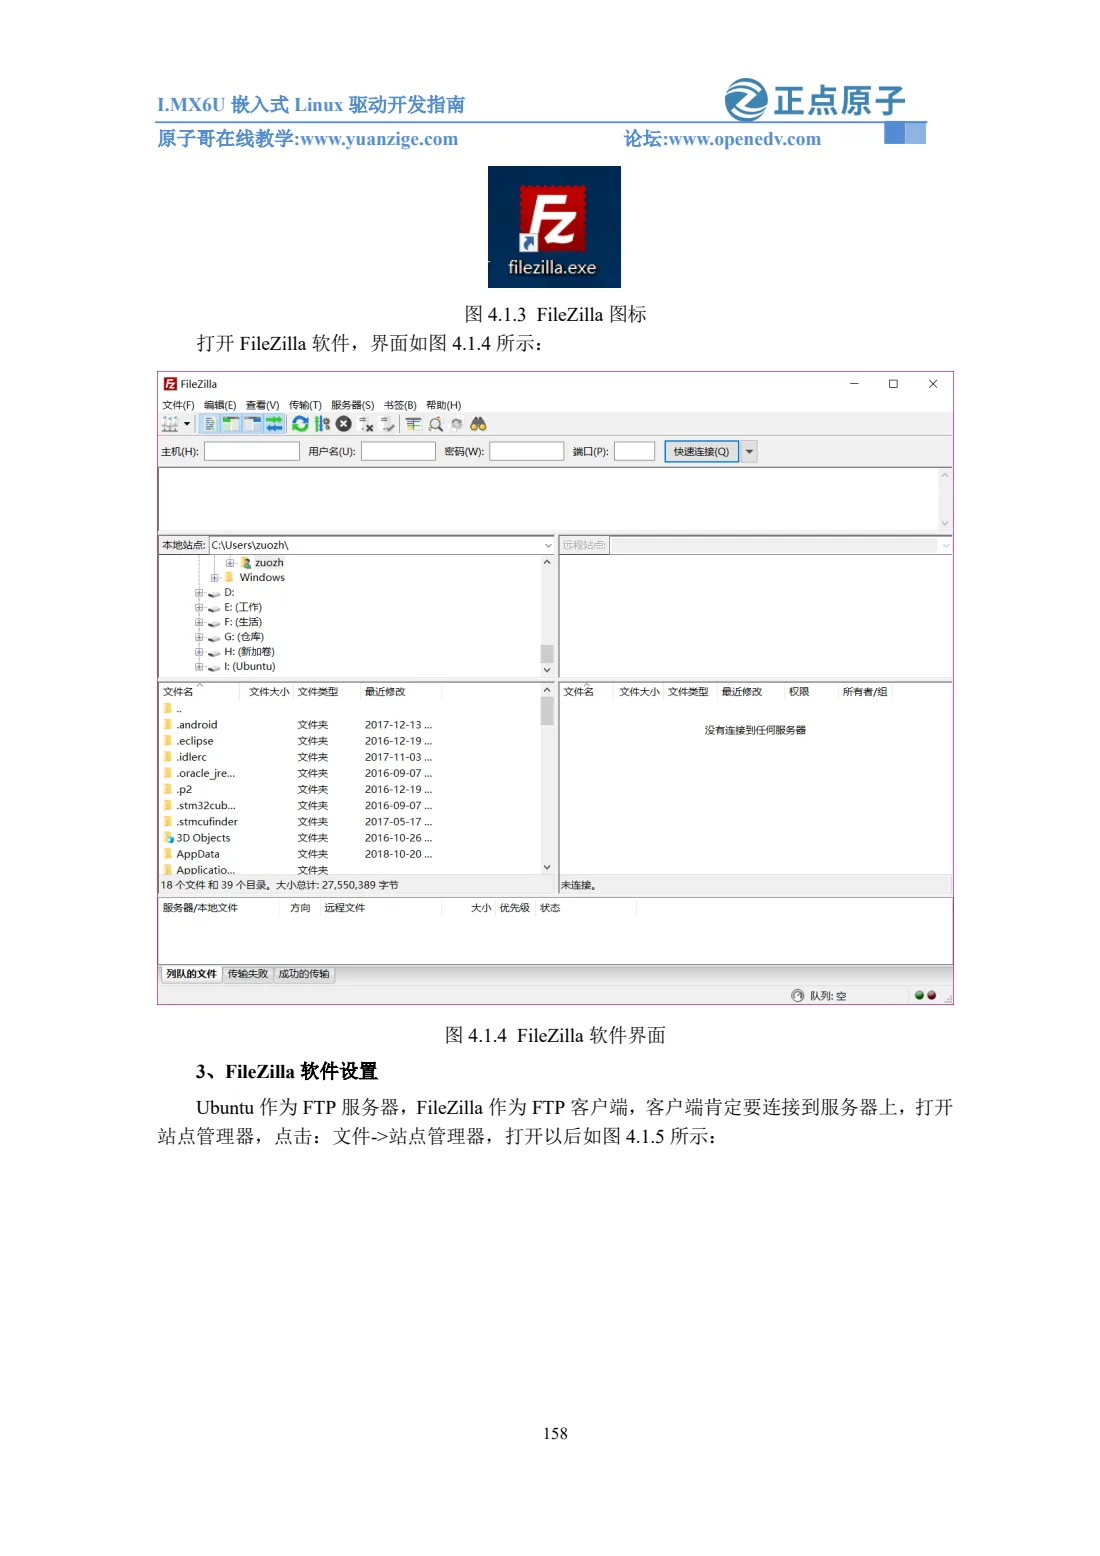 I.MX6U 嵌入式 Linux 驱动开发指南
正点原子
原子哥在线教学:www.yuanzige.com 论坛:www.openedv.com
Fz
filezilla.exe
图 4.1.3 FileZilla 图标
打开 FileZilla 软件，界面如图 4.1.4 所示：
FileZilla
文件(F) 编辑(E) 查看(V) 传输(T) 服务器(S) 书签(B) 帮助(H)
主机(H): 用户名(U): 密码(W): 端口(P): 快速连接(Q)
本地站点: C:\Users\zuozh\ 远程站点:
zuozh
Windows
D:
E: (工作)
F: (生活)
G: (仓库)
H: (新加卷)
I: (Ubuntu)
文件名 文件大小 文件类型 最近修改 文件名 文件大小 文件类型 最近修改 权限 所有者/组
..
.android 文件夹 2017-12-13 ...
没有连接到任何服务器
.eclipse 文件夹 2016-12-19 ...
.idlerc 文件夹 2017-11-03 ...
.oracle_jre... 文件夹 2016-09-07 ...
.p2 文件夹 2016-12-19 ...
.stm32cub... 文件夹 2016-09-07 ...
.stmcufinder 文件夹 2017-05-17 ...
3D Objects 文件夹 2016-10-26 ...
AppData 文件夹 2018-10-20 ...
Applicatio... 文件夹
18 个文件 和 39 个目录。大小总计: 27,550,389 字节 未连接。
服务器/本地文件 方向 远程文件 大小 优先级 状态
列队的文件 传输失败 成功的传输
队列: 空
图 4.1.4 FileZilla 软件界面
3、FileZilla 软件设置
Ubuntu 作为 FTP 服务器，FileZilla 作为 FTP 客户端，客户端肯定要连接到服务器上，打开
站点管理器，点击：文件->站点管理器，打开以后如图 4.1.5 所示：
158